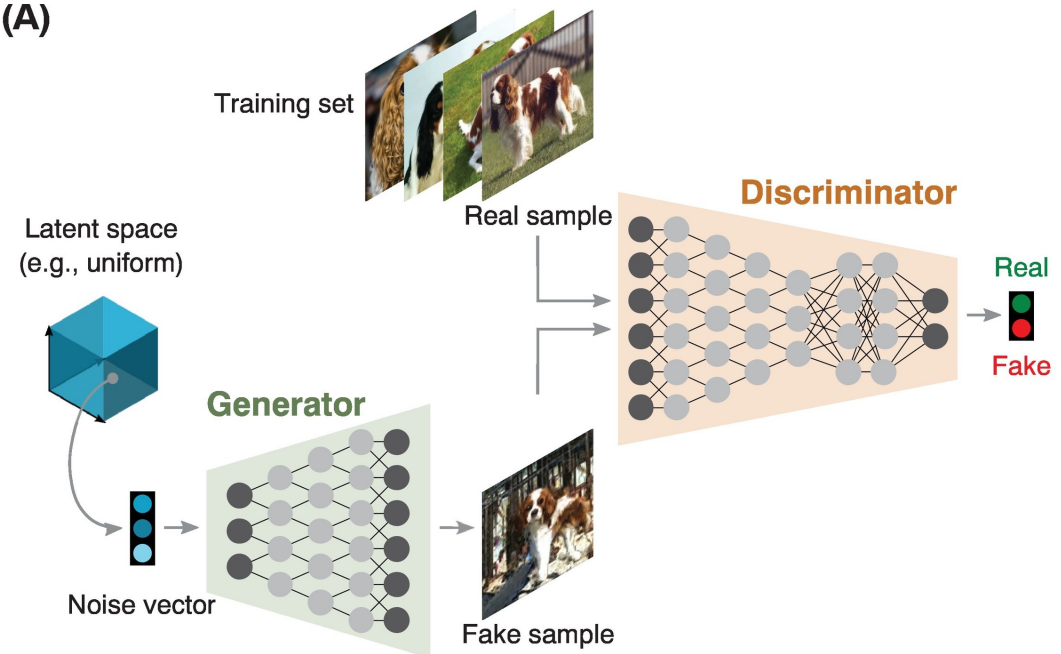 (A)
Training set
Real sample
Discriminator
Latent space
(e.g., uniform)
Real
Fake
Generator
Noise vector
Fake sample